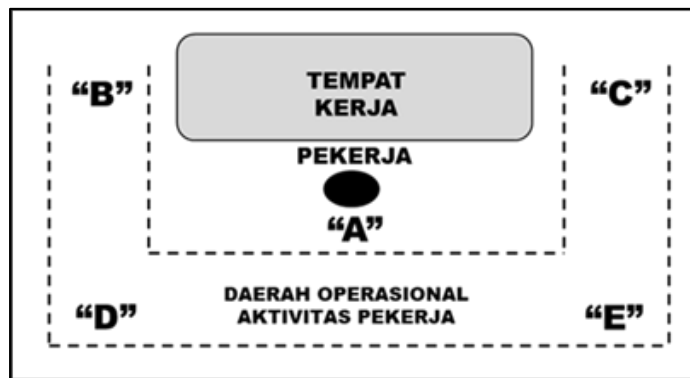 "B"
TEMPAT
KERJA
"C"
PEKERJA
"A"
"D"
DAERAH OPERASIONAL
AKTIVITAS PEKERJA
"E"